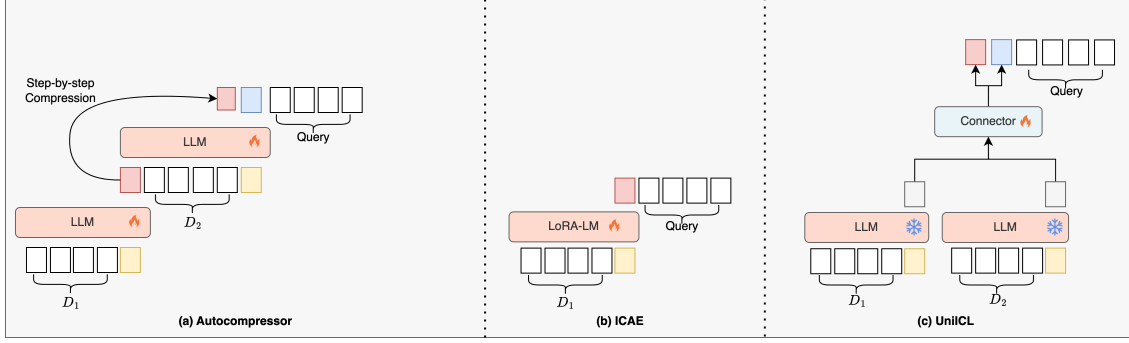 Step-by-step
Compression
Query
LLM
D₂
LLM
D₁
(a) Autocompressor
Query
LoRA-LM
D₁
(b) ICAE
Query
Connector
LLM
LLM
D₁
D₂
(c) UniICL